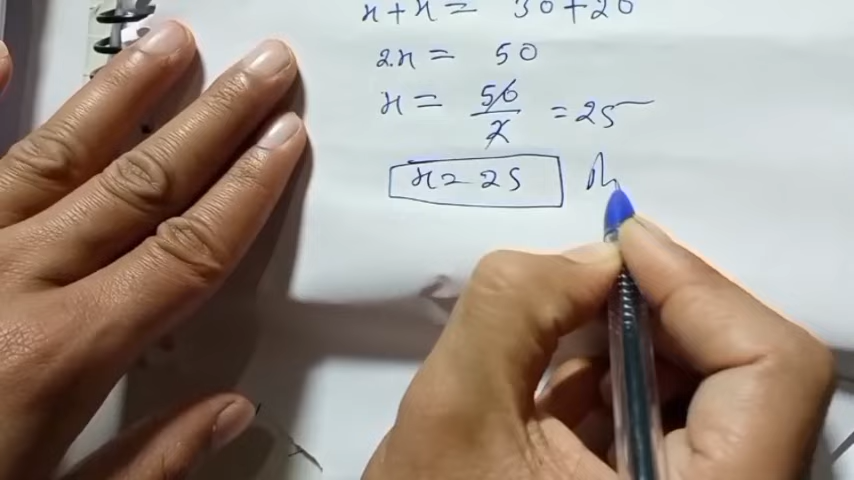 x+x = 30+20
2x = 50
x = 50/2 = 25
x = 25